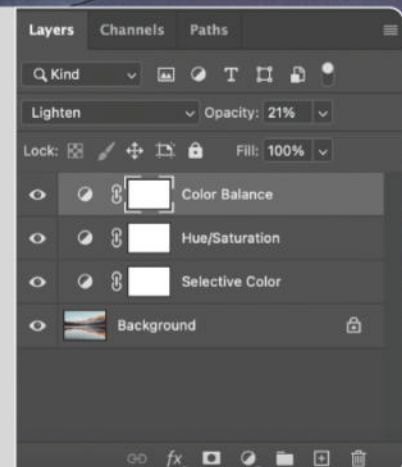 Layers Channels Paths
Kind T
Lighten Opacity: 21%
Lock: Fill: 100%
Color Balance
Hue/Saturation
Selective Color
Background
fx